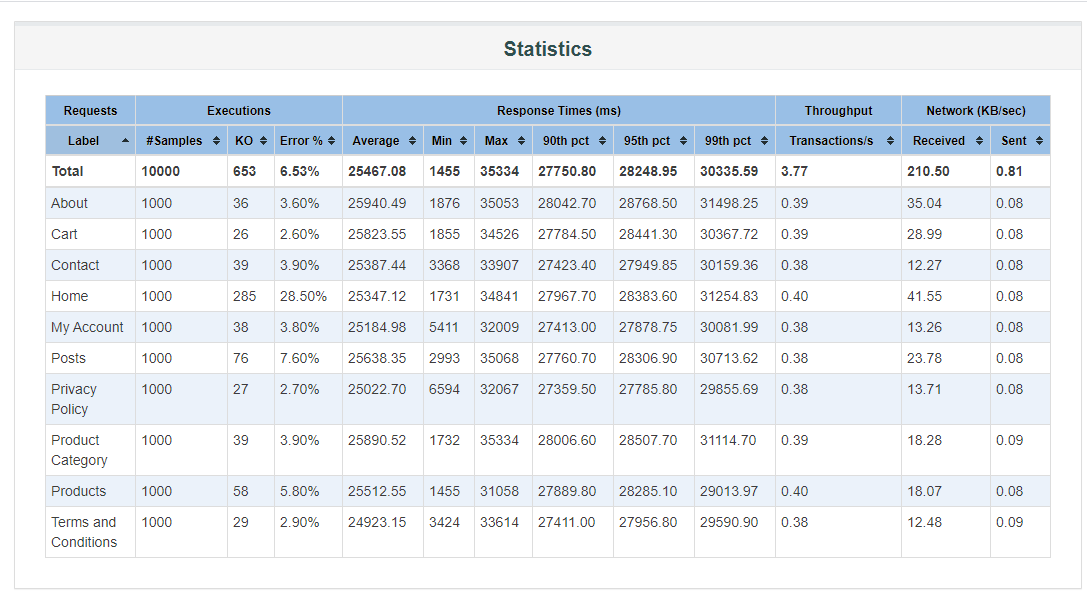 Statistics
Requests Executions Response Times (ms) Throughput Network (KB/sec)
Label #Samples KO Error % Average Min Max 90th pct 95th pct 99th pct Transactions/s Received Sent
Total 10000 653 6.53% 25467.08 1455 35334 27750.80 28248.95 30335.59 3.77 210.50 0.81
About 1000 36 3.60% 25940.49 1876 35053 28042.70 28768.50 31498.25 0.39 35.04 0.08
Cart 1000 26 2.60% 25823.55 1855 34526 27784.50 28441.30 30367.72 0.39 28.99 0.08
Contact 1000 39 3.90% 25387.44 3368 33907 27423.40 27949.85 30159.36 0.38 12.27 0.08
Home 1000 285 28.50% 25347.12 1731 34841 27967.70 28383.60 31254.83 0.40 41.55 0.08
My Account 1000 38 3.80% 25184.98 5411 32009 27413.00 27878.75 30081.99 0.38 13.26 0.08
Posts 1000 76 7.60% 25638.35 2993 35068 27760.70 28306.90 30713.62 0.38 23.78 0.08
Privacy 1000 27 2.70% 25022.70 6594 32067 27359.50 27785.80 29855.69 0.38 13.71 0.08
Policy
Product 1000 39 3.90% 25890.52 1732 35334 28006.60 28507.70 31114.70 0.39 18.28 0.09
Category
Products 1000 58 5.80% 25512.55 1455 31058 27889.80 28285.10 29013.97 0.40 18.07 0.08
Terms and 1000 29 2.90% 24923.15 3424 33614 27411.00 27956.80 29590.90 0.38 12.48 0.09
Conditions